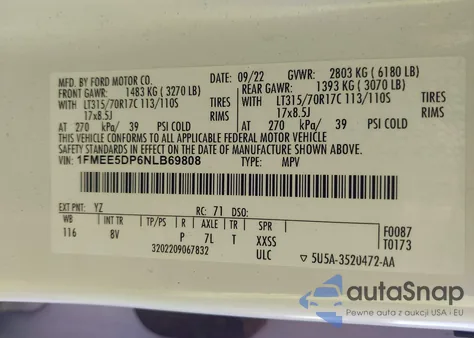 MFD. BY FORD MOTOR CO.
DATE: 09/22 GVWR: 2803 KG ( 6180 LB)
FRONT GAWR: 1483 KG ( 3270 LB) REAR GAWR: 1393 KG ( 3070 LB)
WITH LT315/70R17C 113/110S TIRES WITH LT315/70R17C 113/110S TIRES
17x8.5J RIMS 17x8.5J RIMS
AT 270 kPa/ 39 PSI COLD AT 270 kPa/ 39 PSI COLD
THIS VEHICLE CONFORMS TO ALL APPLICABLE FEDERAL MOTOR VEHICLE
SAFETY STANDARDS IN EFFECT ON THE DATE OF MANUFACTURE SHOWN ABOVE.
VIN: 1FMEE5DP6NLB69808 TYPE: MPV
EXT PNT: YZ RC: 71 DSO:
WB INT TR TP/PS R AXLE TR SPR
116 BV P 7L T XXSS
3202209067832 ULC
F0087
T0173
▽ 5U5A-3520472-AA
autoSnap
Pewne auta z USA i EU